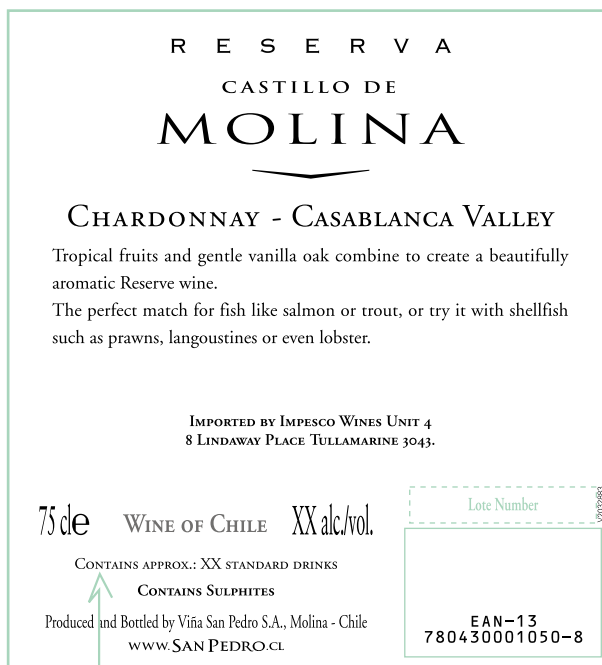 RESERVA
CASTILLO DE
MOLINA
CHARDONNAY - CASABLANCA VALLEY
Tropical fruits and gentle vanilla oak combine to create a beautifully
aromatic Reserve wine.
The perfect match for fish like salmon or trout, or try it with shellfish
such as prawns, langoustines or even lobster.
IMPORTED BY IMPESCO WINES UNIT 4
8 LINDAWAY PLACE TULLAMARINE 3043.
75 cl e WINE OF CHILE XX alc./vol.
Lote Number
CONTAINS APPROX.: XX STANDARD DRINKS
CONTAINS SULPHITES
Produced and Bottled by Viña San Pedro S.A., Molina - Chile
WWW.SANPEDRO.CL
EAN-13
780430001050-8